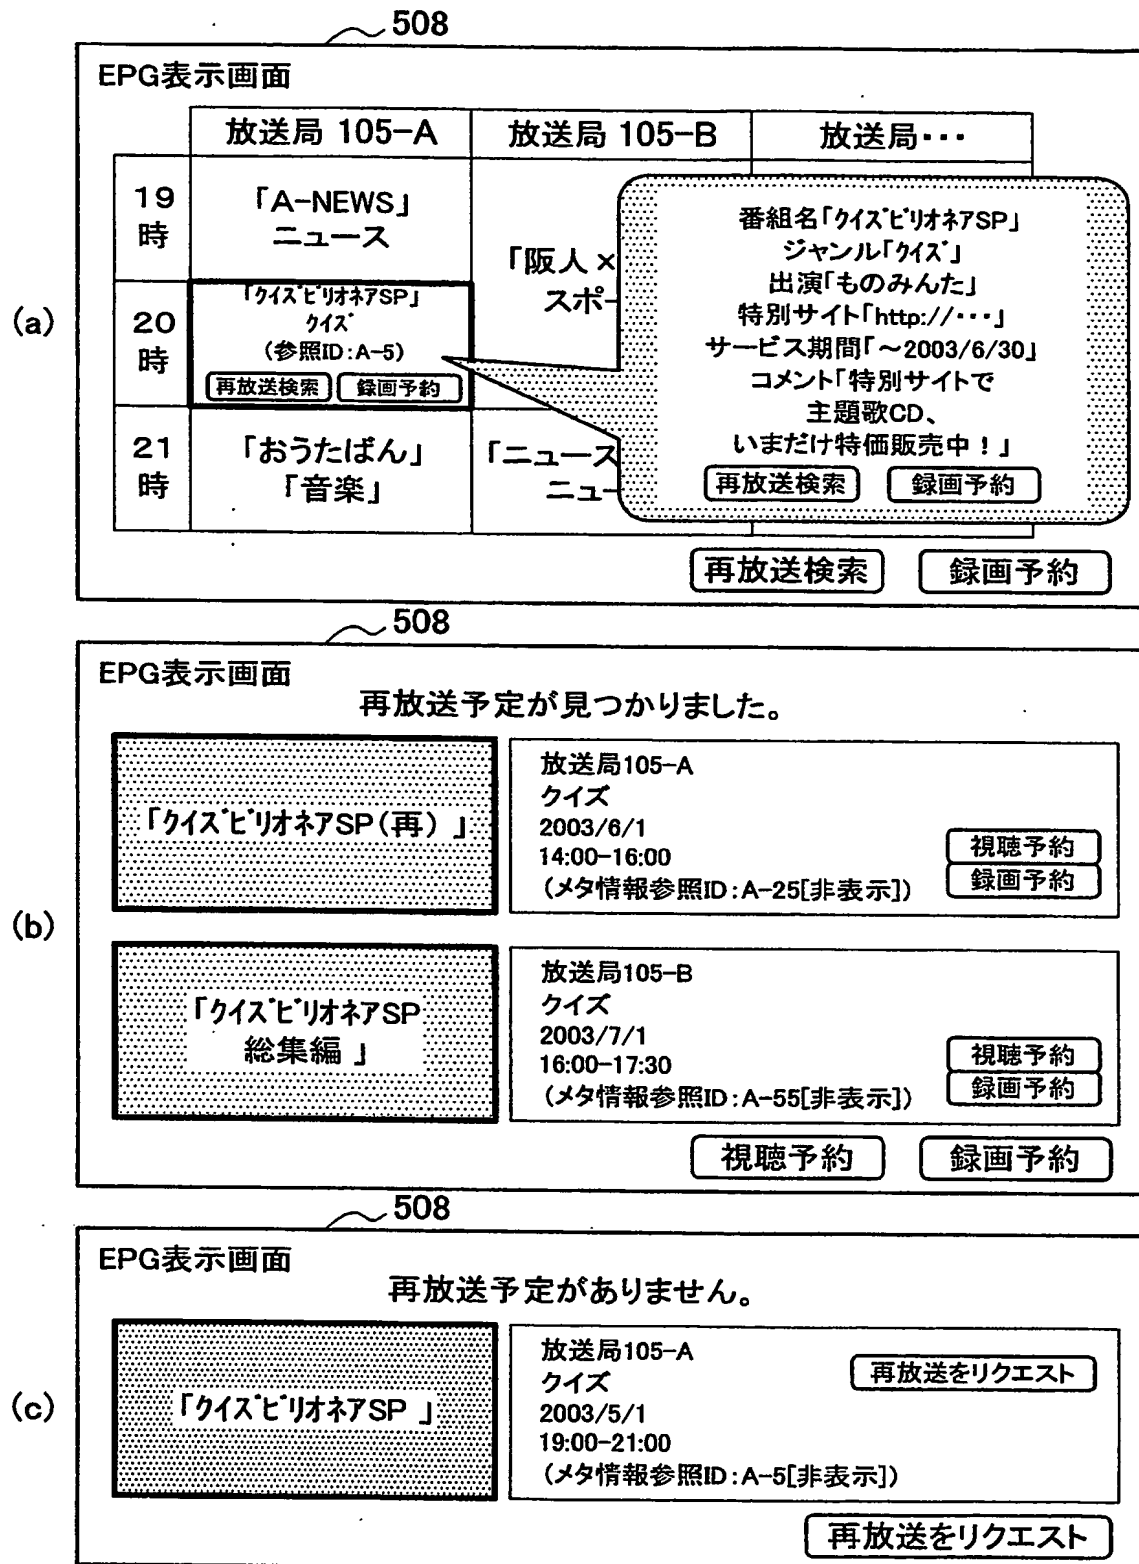 508
EPG表示画面
放送局 105-A
放送局 105-B
放送局・・・
(a)
19
時
「A-NEWS」
ニュース
「阪人×
スポー
20
時
「クイズビリオネアSP」
クイズ
(参照ID:A-5)
再放送検索
録画予約
21
時
「おうたばん」
「音楽」
「ニュース
ニュー
番組名「クイズビリオネアSP」
ジャンル「クイズ」
出演「ものみんた」
特別サイト「http://・・・」
サービス期間「～2003/6/30」
コメント「特別サイトで
主題歌CD、
いまだけ特価販売中！」
再放送検索
録画予約
再放送検索
録画予約
508
EPG表示画面
再放送予定が見つかりました。
(b)
「クイズビリオネアSP(再) 」
放送局105-A
クイズ
2003/6/1
14:00-16:00
(メタ情報参照ID:A-25[非表示])
視聴予約
録画予約
「クイズビリオネアSP
総集編 」
放送局105-B
クイズ
2003/7/1
16:00-17:30
(メタ情報参照ID:A-55[非表示])
視聴予約
録画予約
視聴予約
録画予約
508
EPG表示画面
再放送予定がありません。
(c)
「クイズビリオネアSP 」
放送局105-A
クイズ
2003/5/1
19:00-21:00
(メタ情報参照ID:A-5[非表示])
再放送をリクエスト
再放送をリクエスト